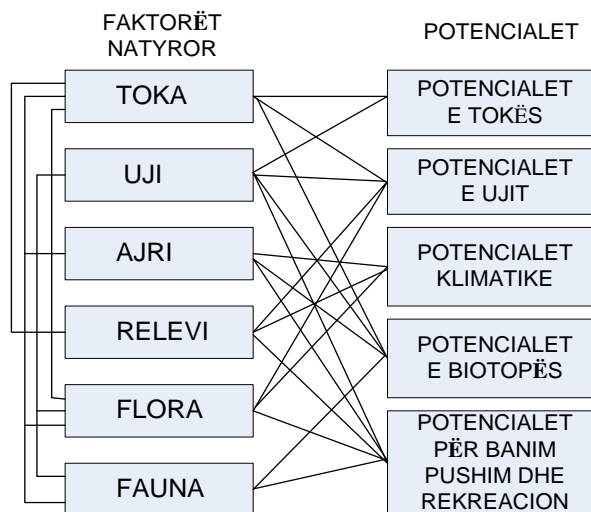 FAKTORËT
NATYROR
TOKA
UJI
AJRI
RELEVI
FLORA
FAUNA
POTENCIALET
POTENCIALET
E TOKËS
POTENCIALET
E UJIT
POTENCIALET
KLIMATIKE
POTENCIALET
E BIOTOPËS
POTENCIALET
PËR BANIM
PUSHIM DHE
REKREACION